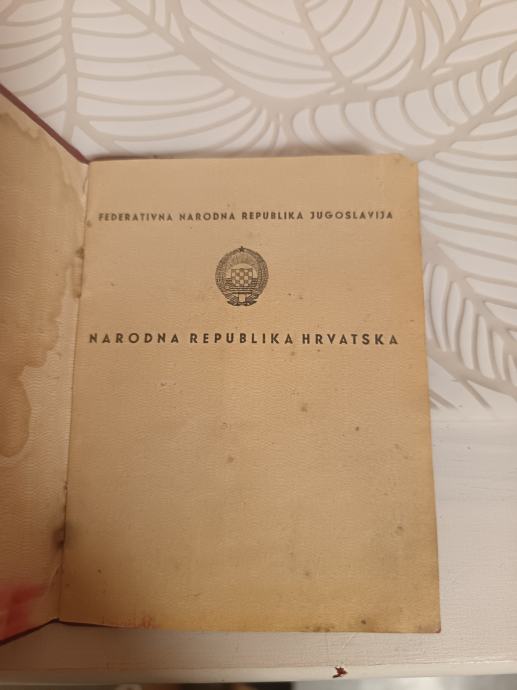 FEDERATIVNA NARODNA REPUBLIKA JUGOSLAVIJA
NARODNA REPUBLIKA HRVATSKA